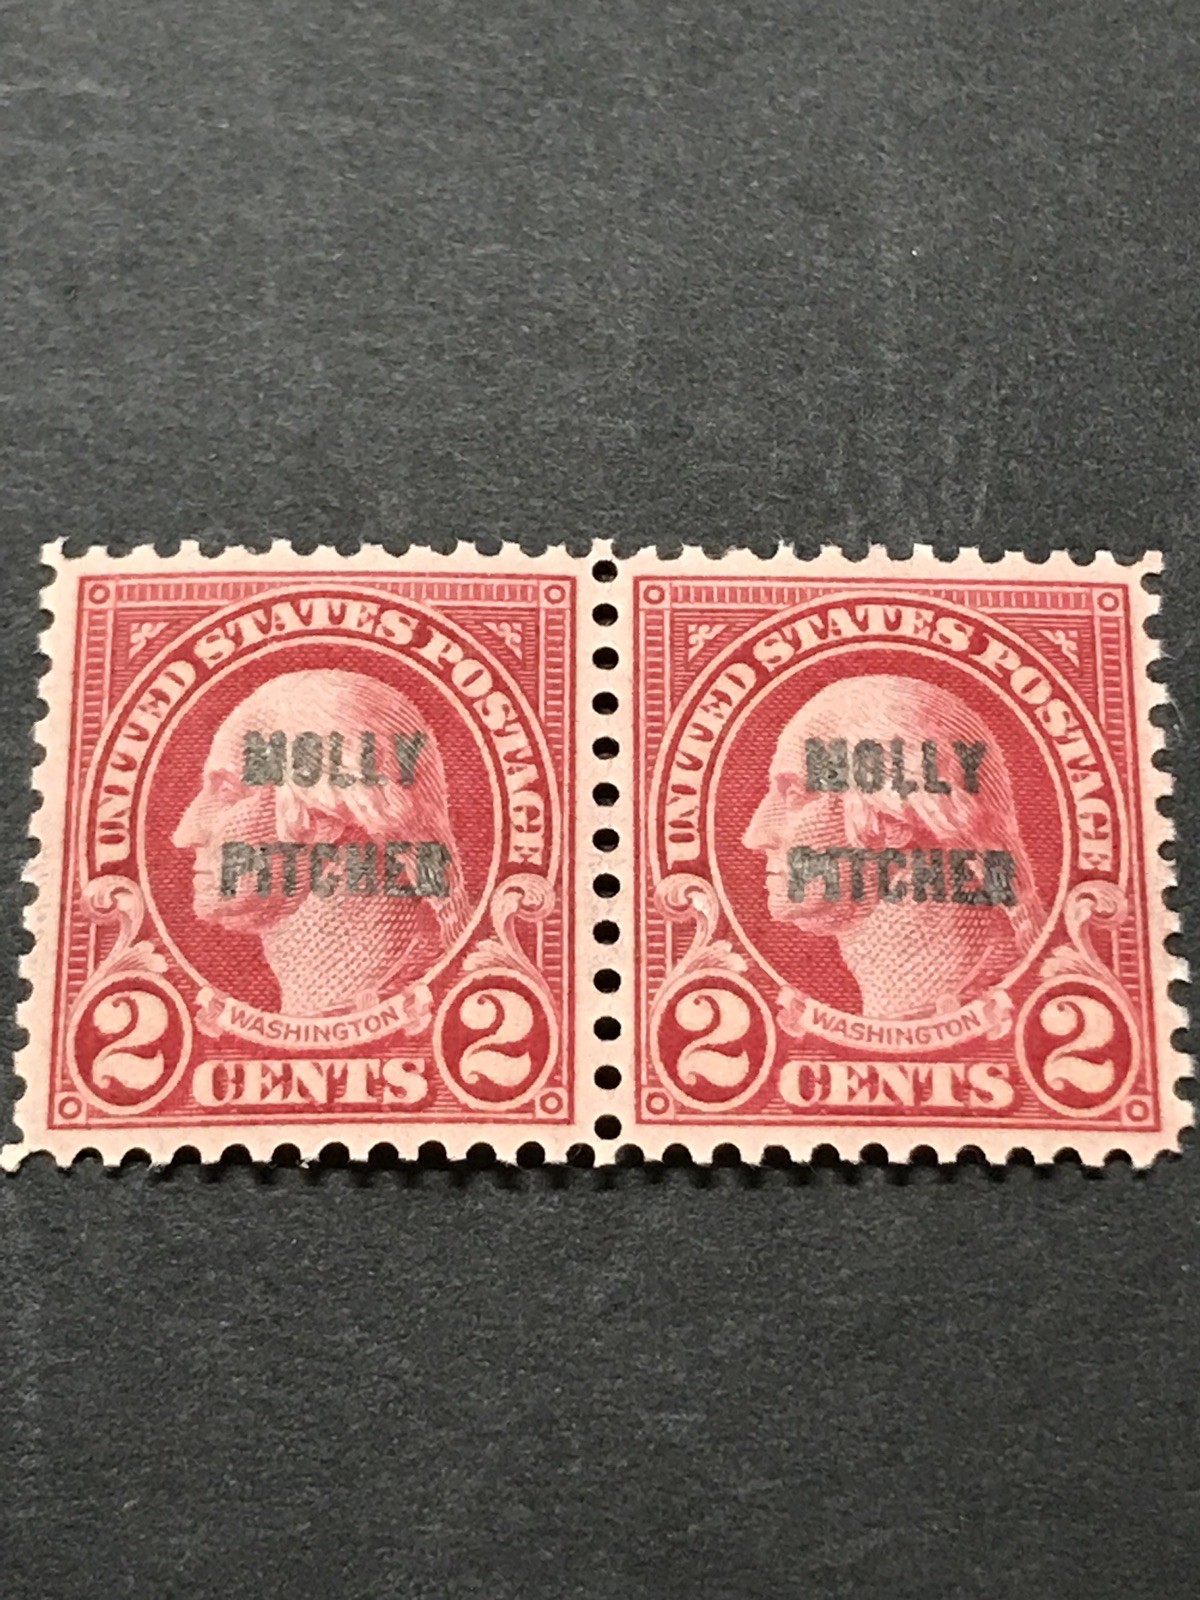 UNITED STATES POSTAGE
MOLLY
PITCHER
WASHINGTON
2 CENTS 2
UNITED STATES POSTAGE
MOLLY
PITCHER
WASHINGTON
2 CENTS 2